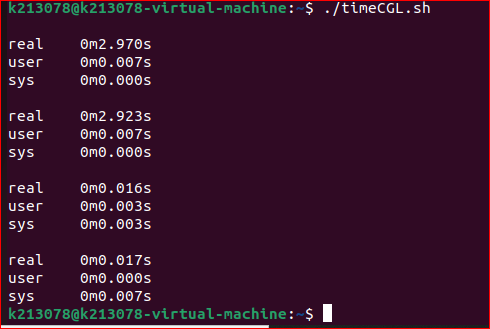 k213078@k213078-virtual-machine:~$ ./timeCGL.sh
real 0m2.970s
user 0m0.007s
sys 0m0.000s
real 0m2.923s
user 0m0.007s
sys 0m0.000s
real 0m0.016s
user 0m0.003s
sys 0m0.003s
real 0m0.017s
user 0m0.000s
sys 0m0.007s
k213078@k213078-virtual-machine:~$